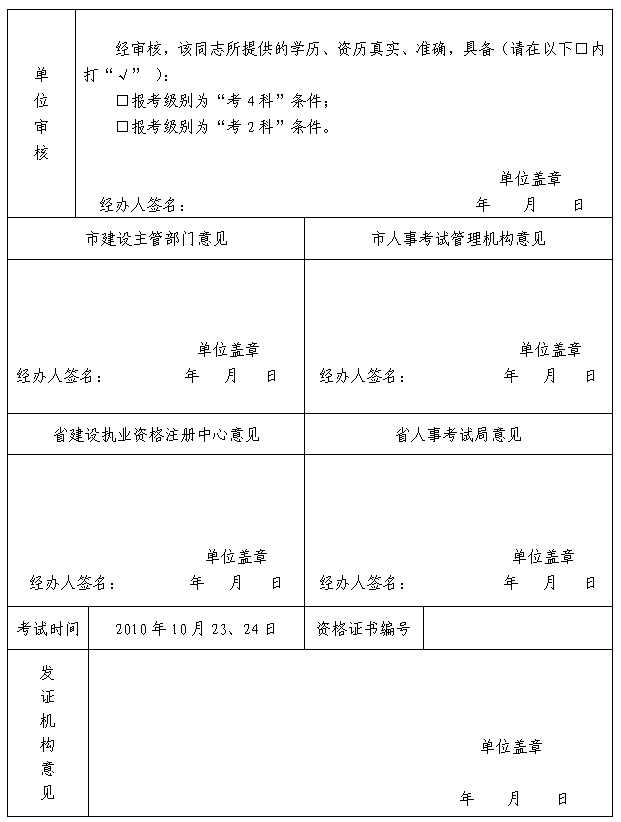 单位审核
经审核，该同志所提供的学历、资历真实、准确，具备（请在以下□内
打“√” ）：
□报考级别为“考 4 科”条件；
□报考级别为“考 2 科”条件。
单位盖章
经办人签名： 年 月 日
市建设主管部门意见 市人事考试管理机构意见
单位盖章 单位盖章
经办人签名： 年 月 日 经办人签名： 年 月 日
省建设执业资格注册中心意见 省人事考试局意见
单位盖章 单位盖章
经办人签名： 年 月 日 经办人签名： 年 月 日
考试时间 2010 年 10 月 23、24 日 资格证书编号
发证机构意见
单位盖章
年 月 日